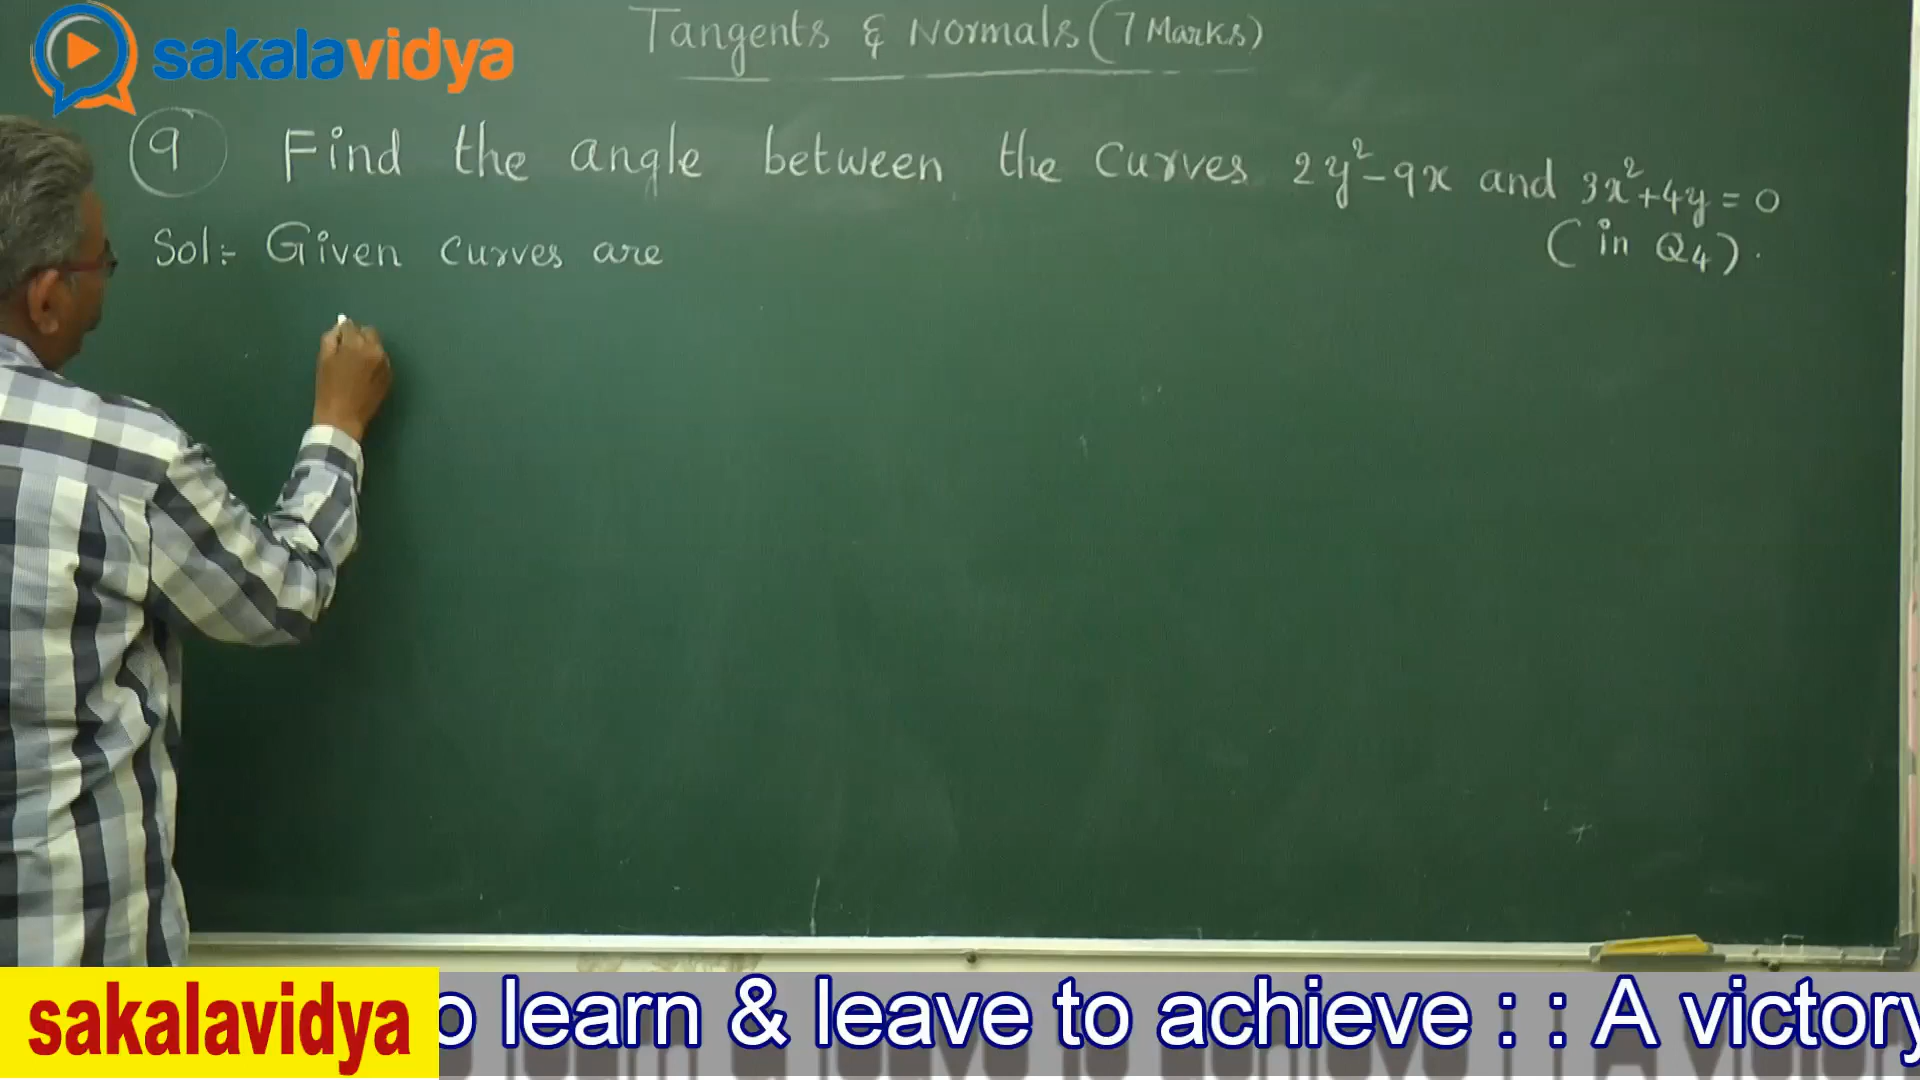 sakalavidya
Tangents & Normals (7 Marks)
9 Find the angle between the curves 2y²-9x and 3x²+4y=0
(in Q4).
Sol:- Given curves are
sakalavidya
o learn & leave to achieve : : A victory